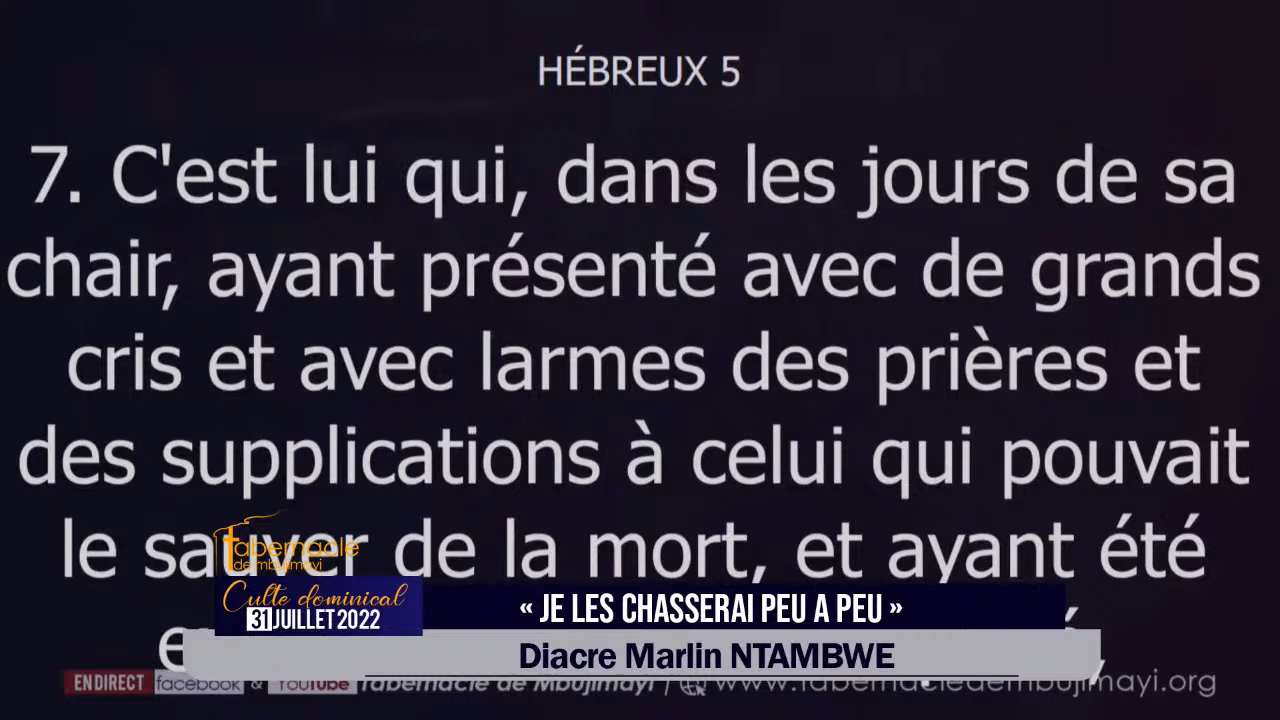 HÉBREUX 5
7. C'est lui qui, dans les jours de sa
chair, ayant présenté avec de grands
cris et avec larmes des prières et
des supplications à celui qui pouvait
le sauver de la mort, et ayant été
tabernacle
de mbujimayi
Culte dominical
31 JUILLET 2022
« JE LES CHASSERAI PEU A PEU »
Diacre Marlin NTAMBWE
EN DIRECT facebook & YouTube Tabernacle de Mbujimayi | www.tabernacledembujimayi.org